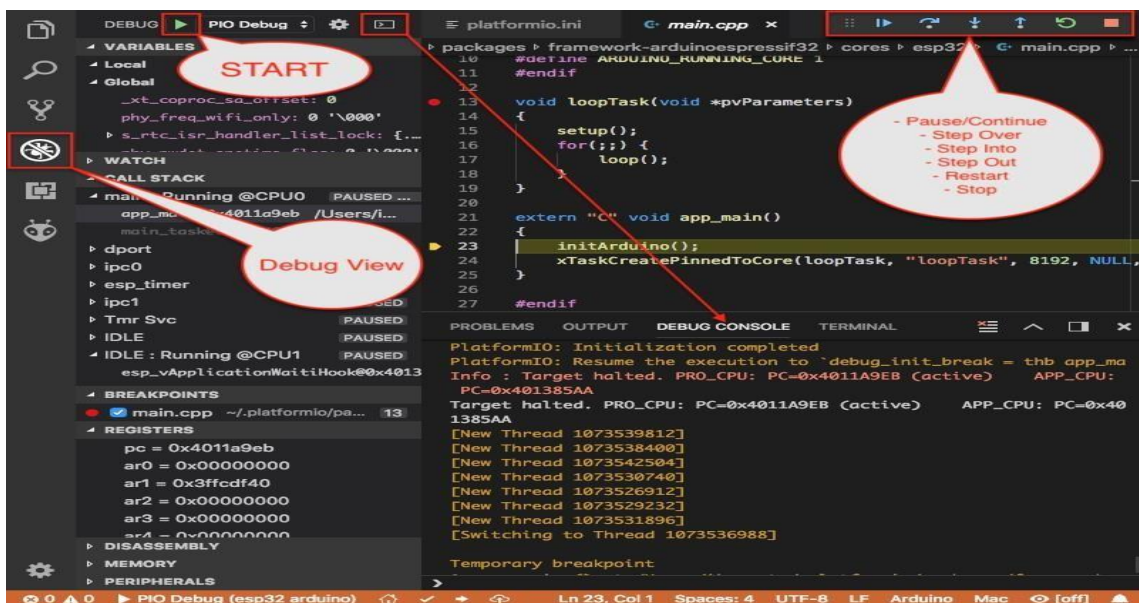 DEBUG PIO Debug
VARIABLES
Local
Global
_xt_coproc_sa_offset: 0
phy_freq_wifi_only: 0 '\000'
s_rtc_isr_handler_list_lock: {...
WATCH
CALL STACK
Running @CPU0 PAUSED ...
0x4011a9eb /Users/i...
dport
ipc0
esp_timer
ipc1
Tmr Svc PAUSED
IDLE PAUSED
IDLE : Running @CPU1 PAUSED
esp_vApplicationWaitiHook@0x4013
BREAKPOINTS
main.cpp ~/.platformio/pa... 13
REGISTERS
pc = 0x4011a9eb
ar0 = 0x00000000
ar1 = 0x3ffcdf40
ar2 = 0x00000000
ar3 = 0x00000000
ar4 = 0x00000000
DISASSEMBLY
MEMORY
PERIPHERALS
START
Debug View
platformio.ini main.cpp ×
packages framework-arduinoespressif32 cores esp32 main.cpp ...
10 #define ARDUINO_RUNNING_CORE 1
11 #endif
12
13 void loopTask(void *pvParameters)
14 {
15 setup();
16 for(;;) {
17 loop();
18 }
19 }
20
21 extern "C" void app_main()
22 {
23 initArduino();
24 xTaskCreatePinnedToCore(loopTask, "loopTask", 8192, NULL,
25 }
26
27 #endif
- Pause/Continue
- Step Over
- Step Into
- Step Out
- Restart
- Stop
PROBLEMS OUTPUT DEBUG CONSOLE TERMINAL
PlatformIO: Initialization completed
PlatformIO: Resume the execution to `debug_init_break = thb app_ma
Info : Target halted. PRO_CPU: PC=0x4011A9EB (active) APP_CPU:
PC=0x401385AA
Target halted. PRO_CPU: PC=0x4011A9EB (active) APP_CPU: PC=0x40
1385AA
[New Thread 1073539812]
[New Thread 1073538400]
[New Thread 1073542504]
[New Thread 1073530740]
[New Thread 1073526912]
[New Thread 1073529232]
[New Thread 1073531896]
[Switching to Thread 1073536988]
Temporary breakpoint
0 0 PIO Debug (esp32 arduino) Ln 23, Col 1 Spaces: 4 UTF-8 LF Arduino Mac [off]